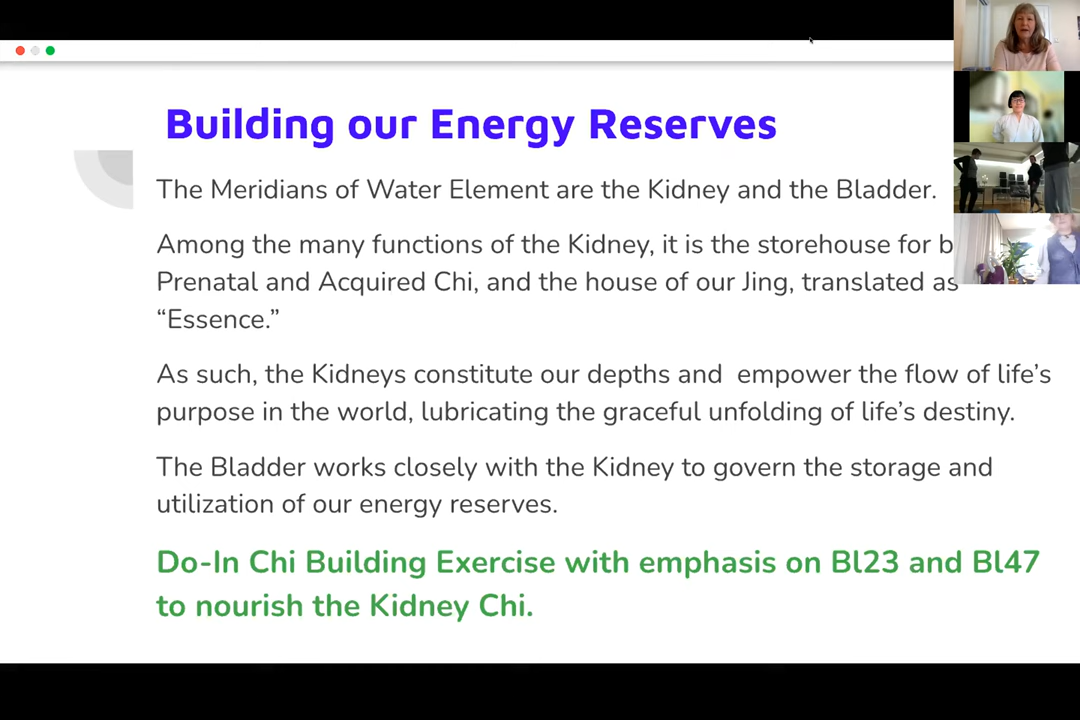 Building our Energy Reserves
The Meridians of Water Element are the Kidney and the Bladder.
Among the many functions of the Kidney, it is the storehouse for
Prenatal and Acquired Chi, and the house of our Jing, translated as
“Essence.”
As such, the Kidneys constitute our depths and empower the flow of life’s
purpose in the world, lubricating the graceful unfolding of life’s destiny.
The Bladder works closely with the Kidney to govern the storage and
utilization of our energy reserves.
Do-In Chi Building Exercise with emphasis on Bl23 and Bl47
to nourish the Kidney Chi.